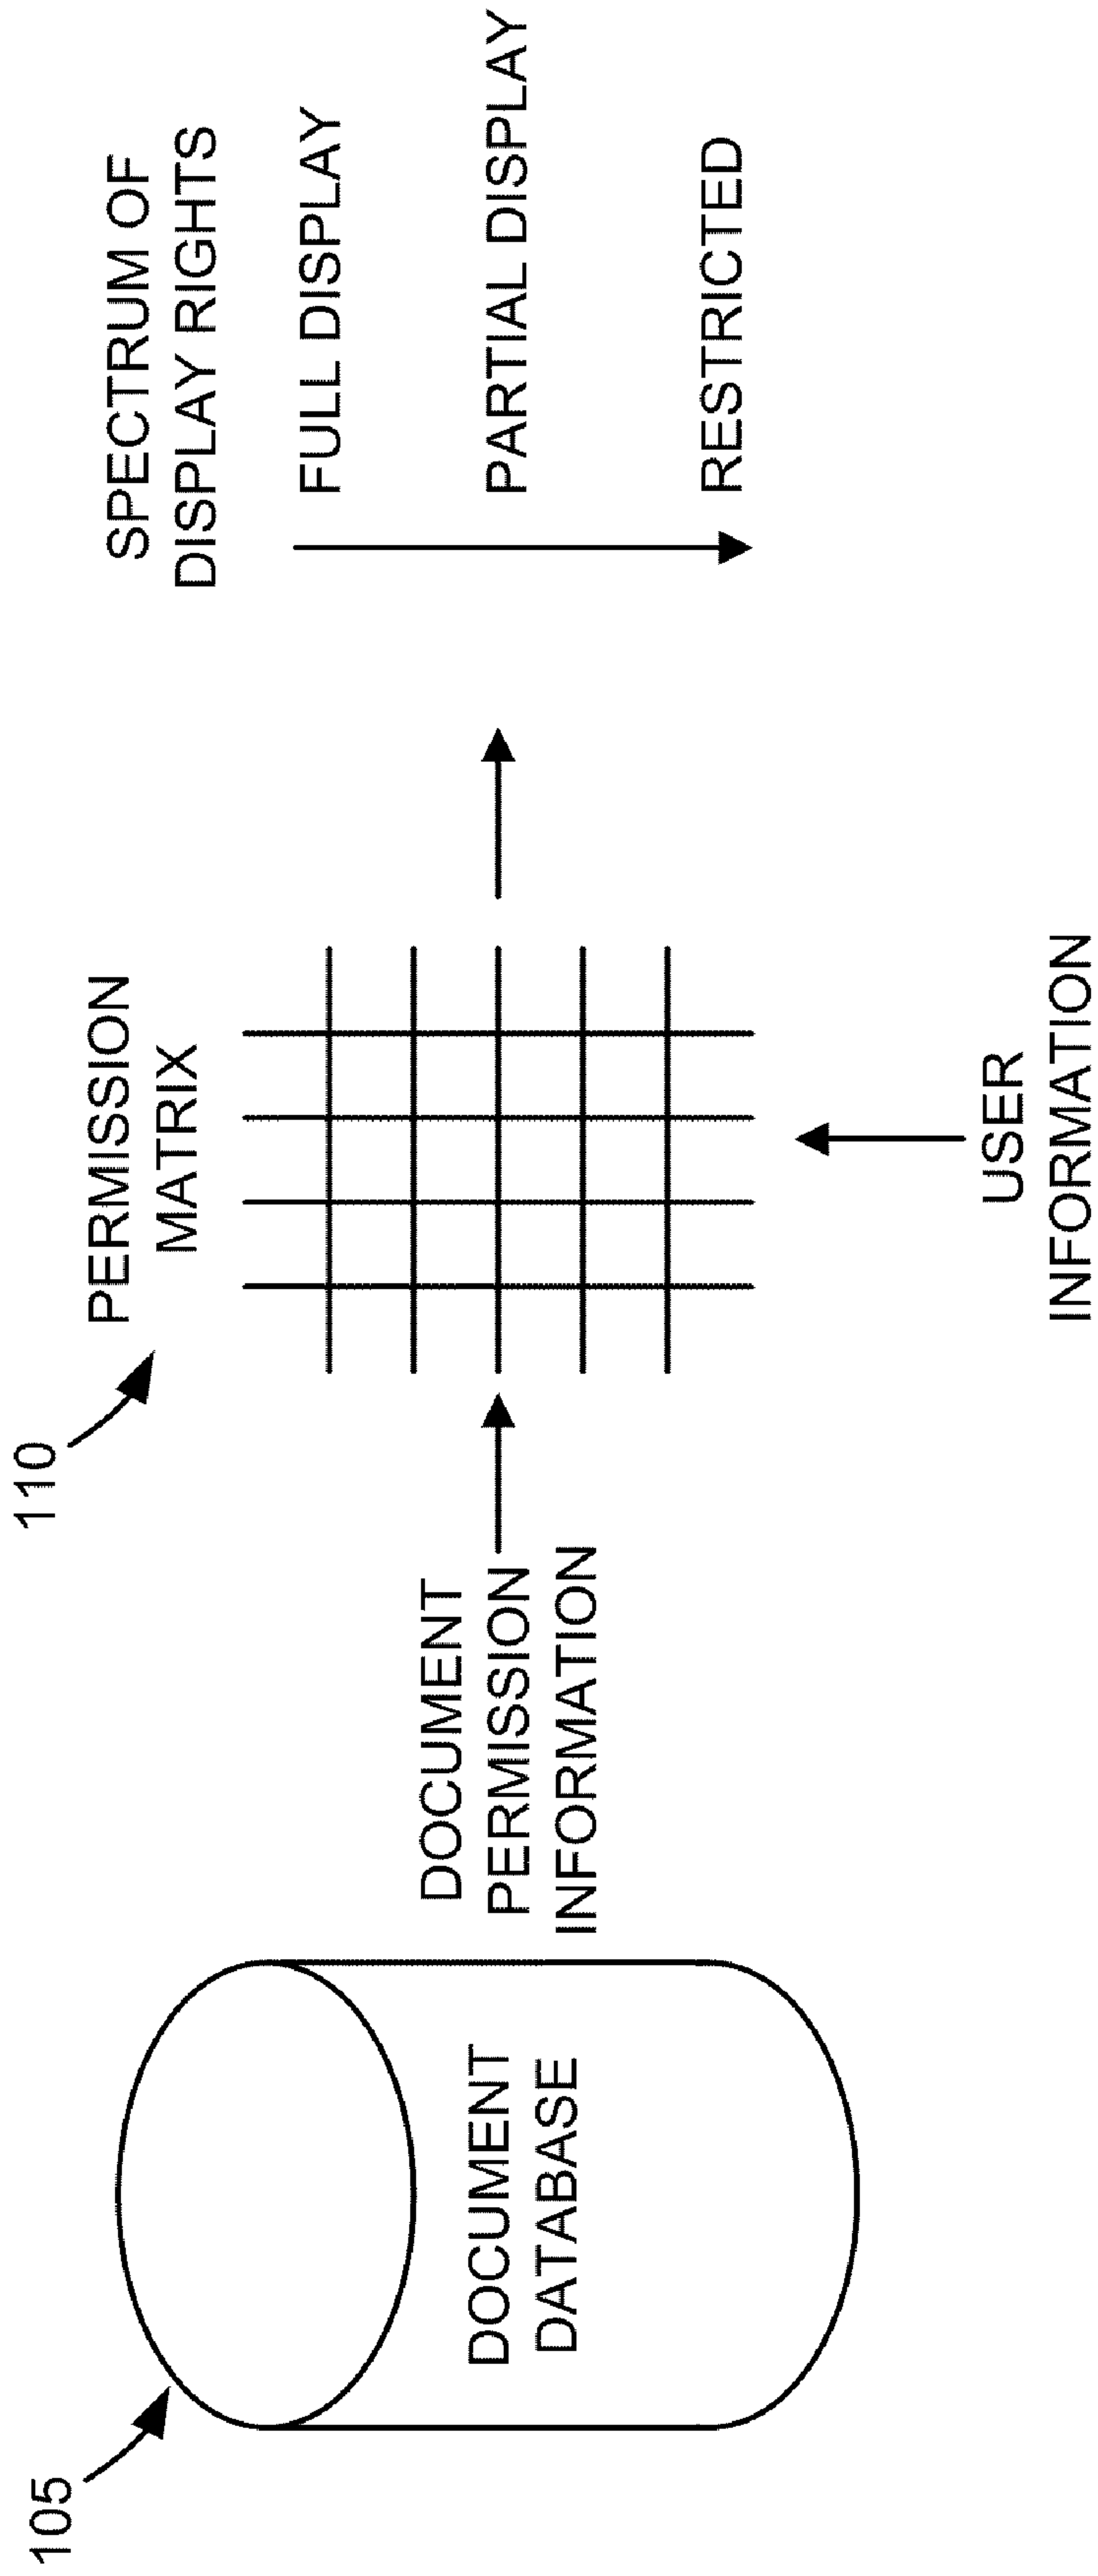 105
DOCUMENT
DATABASE
DOCUMENT
PERMISSION
INFORMATION
110
PERMISSION
MATRIX
USER
INFORMATION
SPECTRUM OF
DISPLAY RIGHTS
FULL DISPLAY
PARTIAL DISPLAY
RESTRICTED